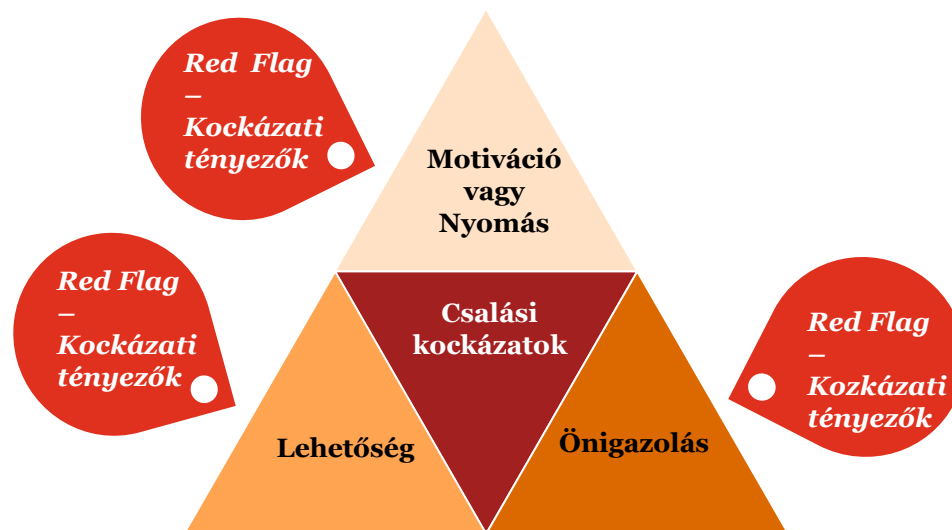 Red Flag
–
Kockázati
tényezők
Motiváció
vagy
Nyomás
Red Flag
–
Kockázati
tényezők
Csalási
kockázatok
Red Flag
–
Kozkázati
tényezők
Lehetőség
Önigazolás